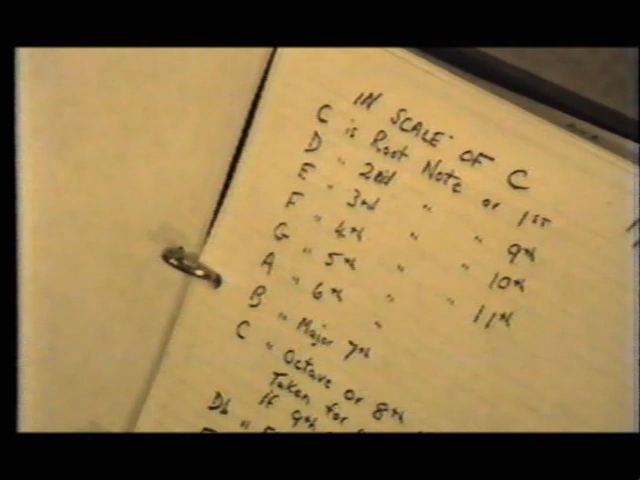 IN SCALE OF C
C is Root Note or 1ST
D " 2nd " " 9th
E " 3rd " " 10th
F " 4th " " 11th
G " 5th "
A " 6th "
B " Major 7th
C " Octave or 8th
Taken for
Db " If 9th